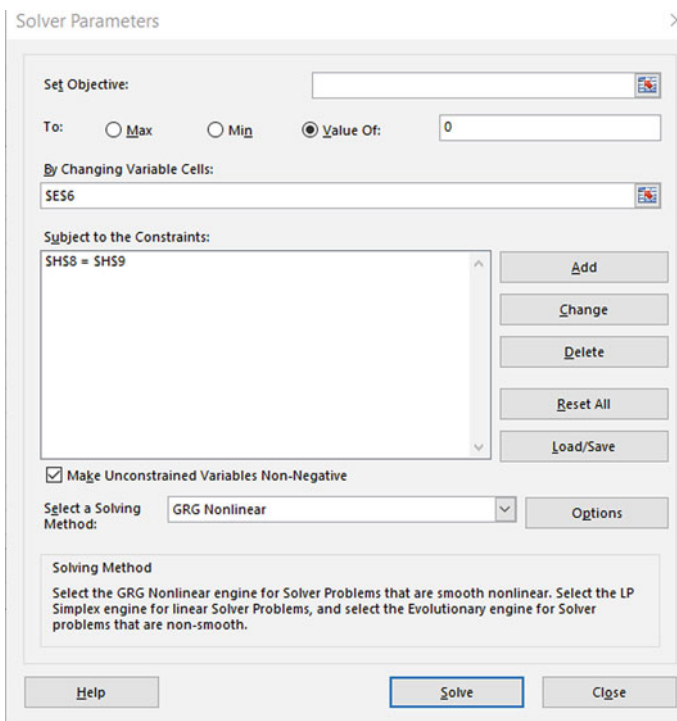 Solver Parameters
Set Objective:
To: Max Min Value Of: 0
By Changing Variable Cells:
$E$6
Subject to the Constraints:
$H$8 = $H$9
Add
Change
Delete
Reset All
Load/Save
Make Unconstrained Variables Non-Negative
Select a Solving
Method:
GRG Nonlinear
Options
Solving Method
Select the GRG Nonlinear engine for Solver Problems that are smooth nonlinear. Select the LP
Simplex engine for linear Solver Problems, and select the Evolutionary engine for Solver
problems that are non-smooth.
Help Solve Close